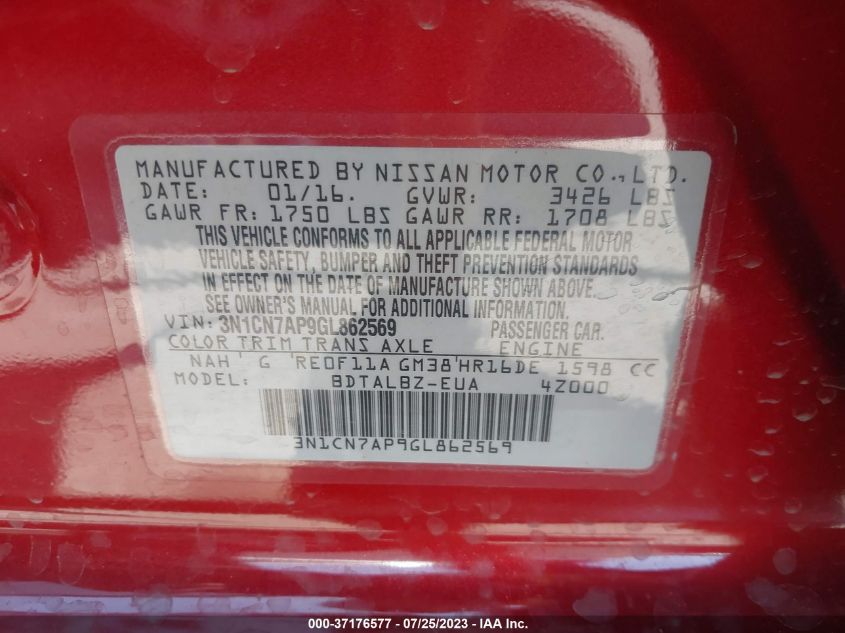 MANUFACTURED BY NISSAN MOTOR CO., LTD.
DATE: 01/16. GVWR: 3426 LBS
GAWR FR: 1750 LBS GAWR RR: 1708 LBS
THIS VEHICLE CONFORMS TO ALL APPLICABLE FEDERAL MOTOR
VEHICLE SAFETY, BUMPER AND THEFT PREVENTION STANDARDS
IN EFFECT ON THE DATE OF MANUFACTURE SHOWN ABOVE.
SEE OWNER'S MANUAL FOR ADDITIONAL INFORMATION.
VIN: 3N1CN7AP9GL862569 PASSENGER CAR.
COLOR TRIM TRANS AXLE ENGINE
NAH' G 'RE0F11A GM38'HR16DE 1598 CC
MODEL: BDTALBZ-EUA 4Z000
3N1CN7AP9GL862569
000-37176577 / 07/25/2023 / IAAI.com